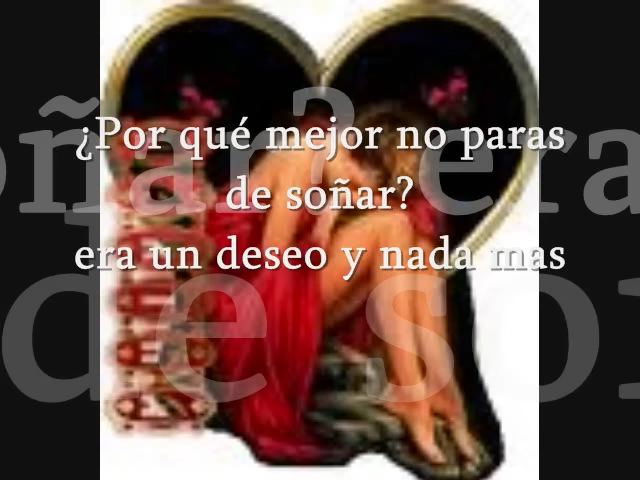 ¿Por qué mejor no paras
de soñar?
era un deseo y nada mas